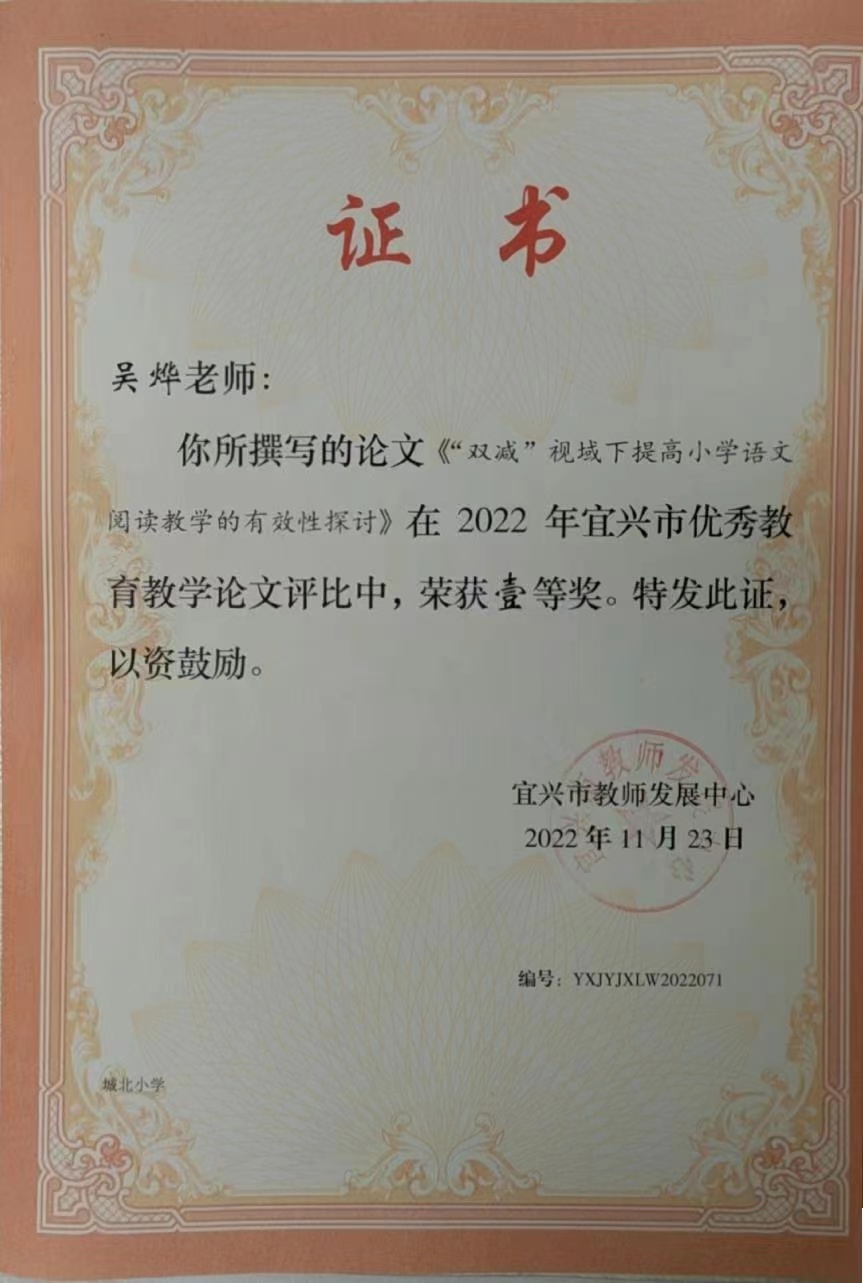 证 书
吴烨老师：
你所撰写的论文《“双减”视域下提高小学语文
阅读教学的有效性探讨》在 2022 年宜兴市优秀教
育教学论文评比中，荣获壹等奖。特发此证，
以资鼓励。
宜兴市教师发展中心
2022 年 11 月 23 日
编号：YXJYJXLW2022071
城北小学